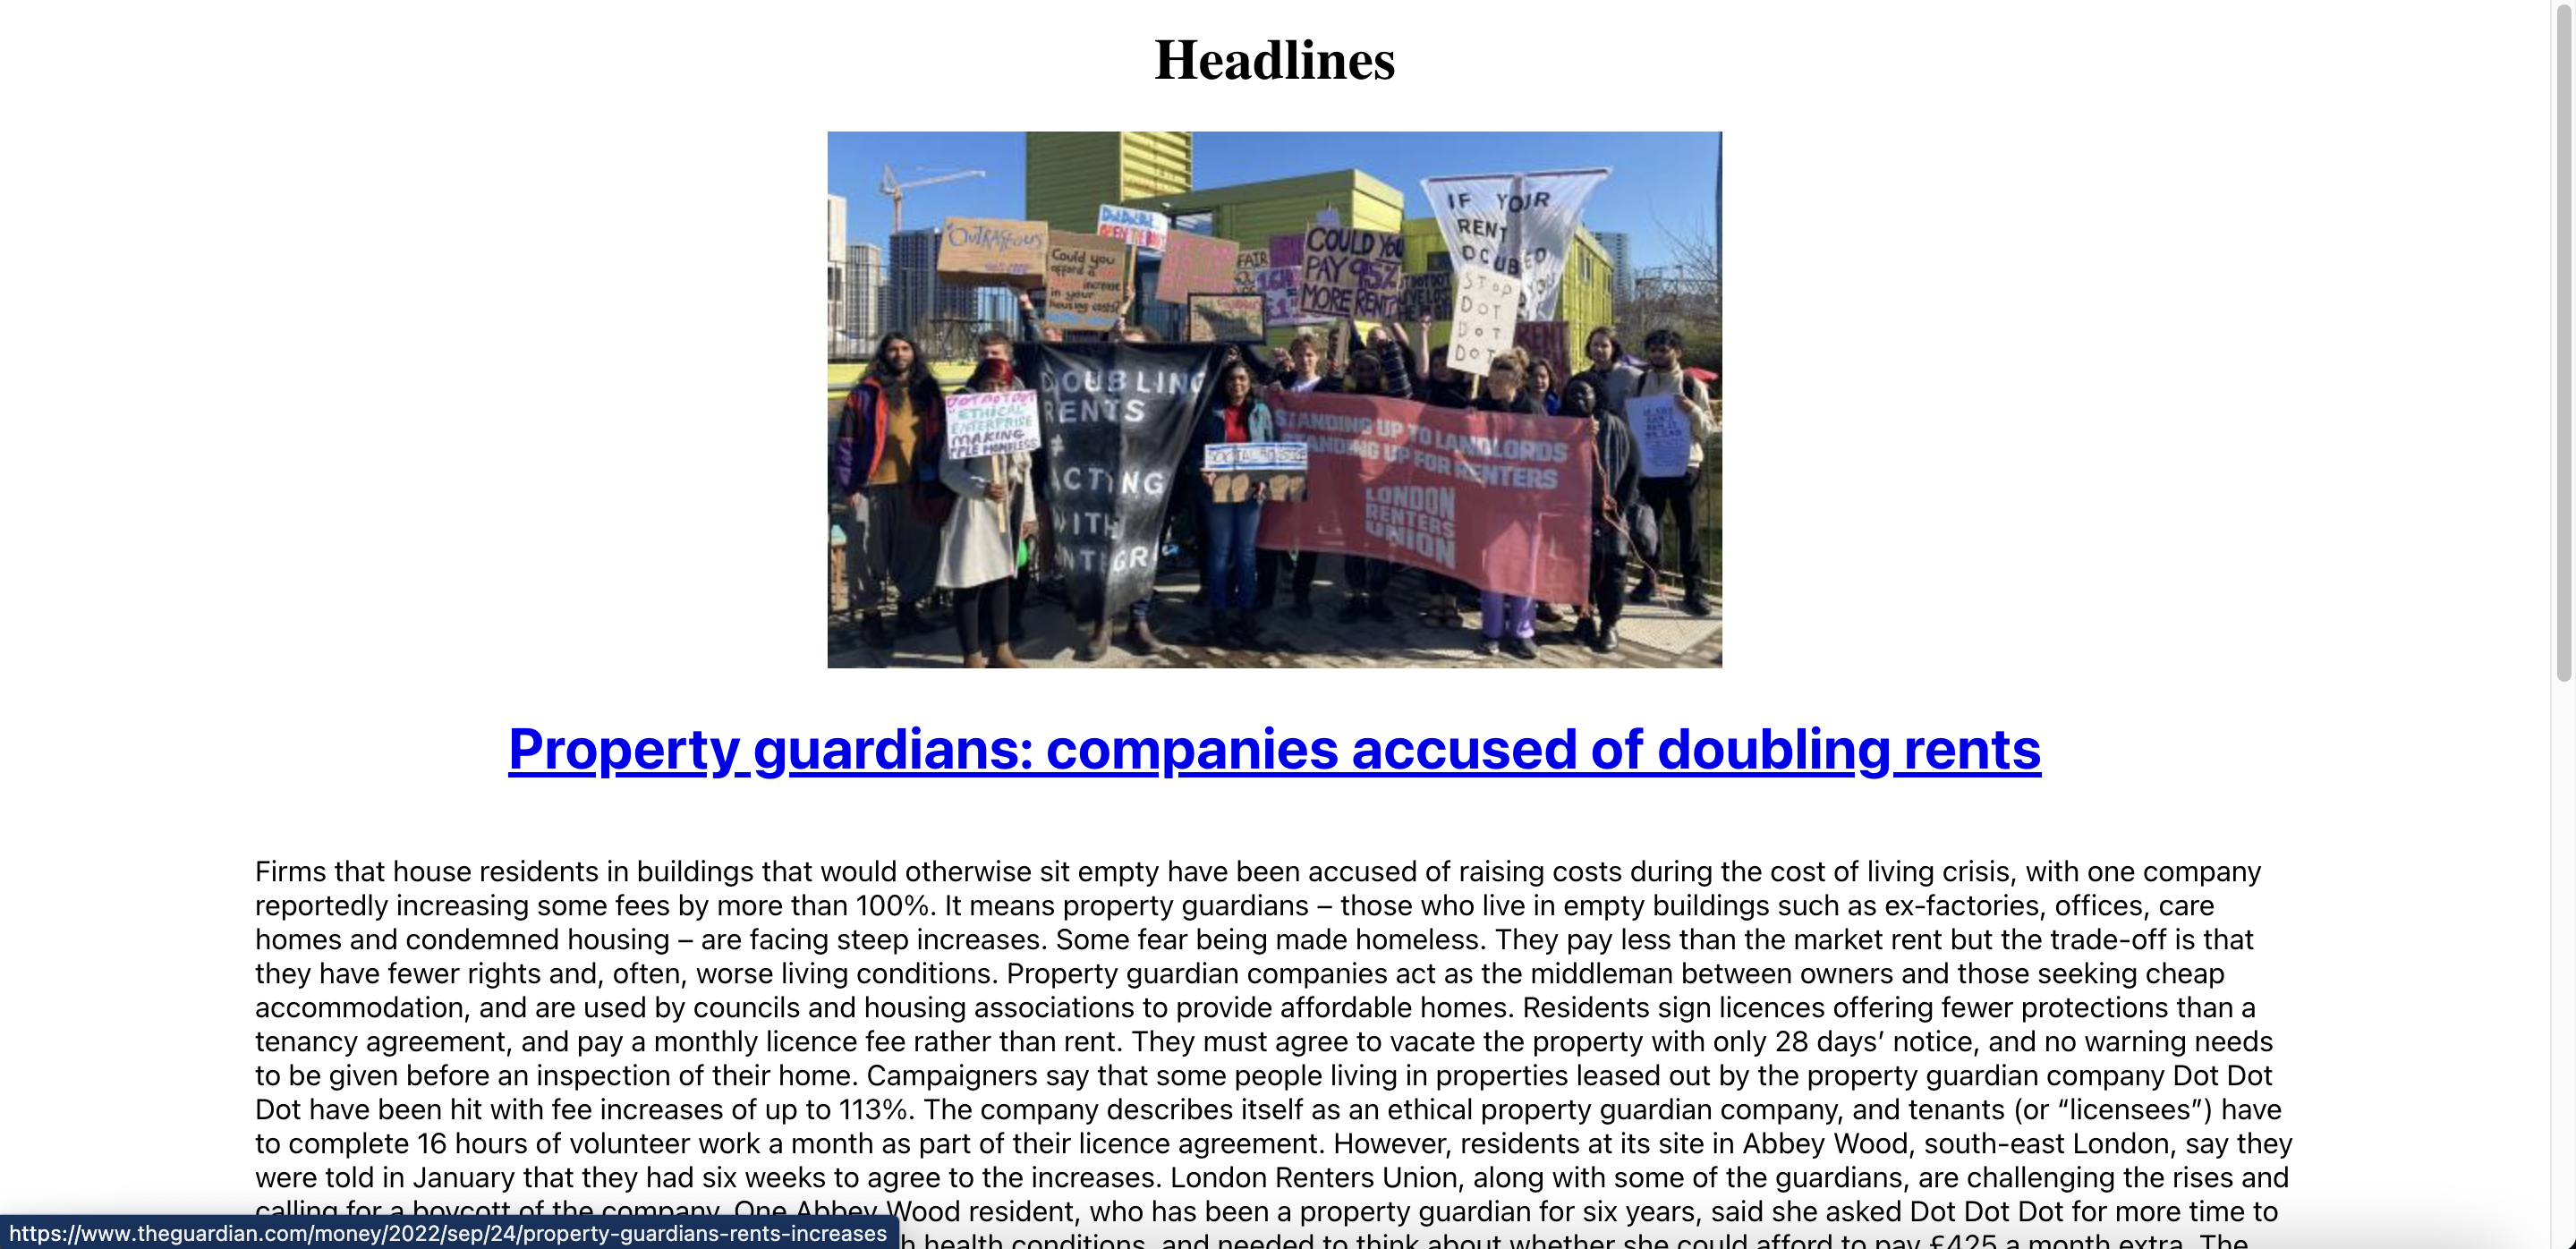 Headlines
OUTRAGEOUS
Could you
afford a
increase
in your
housing costs?
FAIR
COULD YOU
PAY 95%
MORE RENT?
IF YOUR
RENT
DOUBLED
STOP
DOT
DOT
DOT
RENT
DOUBLING
RENTS
≠
ACTING
WITH
NTEGR
DOT DOT DOT
"ETHICAL"
ENTERPRISE
MAKING
PLE HOMELESS
STANDING UP TO LANDLORDS
STANDING UP FOR RENTERS
LONDON
RENTERS
UNION
Property guardians: companies accused of doubling rents
Firms that house residents in buildings that would otherwise sit empty have been accused of raising costs during the cost of living crisis, with one company
reportedly increasing some fees by more than 100%. It means property guardians – those who live in empty buildings such as ex-factories, offices, care
homes and condemned housing – are facing steep increases. Some fear being made homeless. They pay less than the market rent but the trade-off is that
they have fewer rights and, often, worse living conditions. Property guardian companies act as the middleman between owners and those seeking cheap
accommodation, and are used by councils and housing associations to provide affordable homes. Residents sign licences offering fewer protections than a
tenancy agreement, and pay a monthly licence fee rather than rent. They must agree to vacate the property with only 28 days’ notice, and no warning needs
to be given before an inspection of their home. Campaigners say that some people living in properties leased out by the property guardian company Dot Dot
Dot have been hit with fee increases of up to 113%. The company describes itself as an ethical property guardian company, and tenants (or “licensees”) have
to complete 16 hours of volunteer work a month as part of their licence agreement. However, residents at its site in Abbey Wood, south-east London, say they
were told in January that they had six weeks to agree to the increases. London Renters Union, along with some of the guardians, are challenging the rises and
calling for a boycott of the company. One Abbey Wood resident, who has been a property guardian for six years, said she asked Dot Dot Dot for more time to
health conditions, and needed to think about whether she could afford to pay £425 a month extra. The
https://www.theguardian.com/money/2022/sep/24/property-guardians-rents-increases